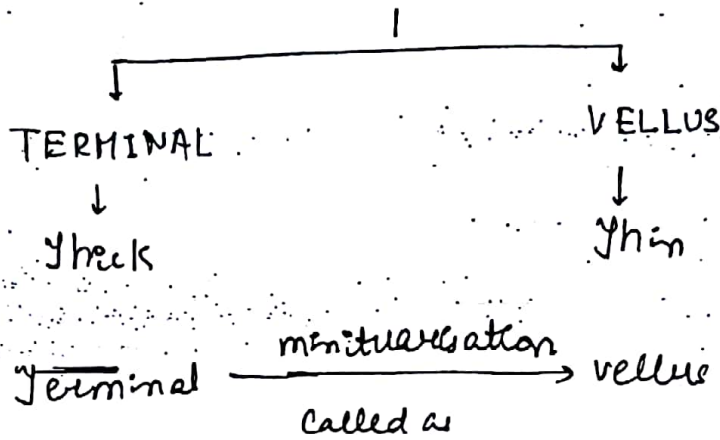 TERMINAL VELLUS
Thick Thin
Terminal minituarisation vellus
Called as